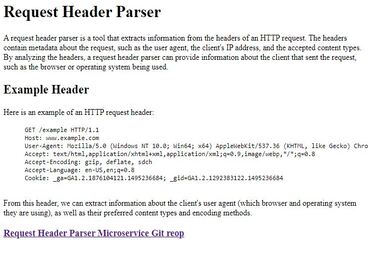 Request Header Parser
A request header parser is a tool that extracts information from the headers of an HTTP request. The headers
contain metadata about the request, such as the user agent, the client's IP address, and the accepted content types.
By analyzing the headers, a request header parser can provide information about the client that sent the request,
such as the browser or operating system being used.
Example Header
Here is an example of an HTTP request header:
GET /example HTTP/1.1
Host: www.example.com
User-Agent: Mozilla/5.0 (Windows NT 10.0; Win64; x64) AppleWebKit/537.36 (KHTML, like Gecko) Chro
Accept: text/html,application/xhtml+xml,application/xml;q=0.9,image/webp,*/*;q=0.8
Accept-Encoding: gzip, deflate, sdch
Accept-Language: en-US,en;q=0.8
Cookie: _ga=GA1.2.1876104121.1495236684; _gid=GA1.2.1292383122.1495236684
From this header, we can extract information about the client's user agent (which browser and operating system
they are using), as well as their preferred content types and encoding methods.
Request Header Parser Microservice Git reop